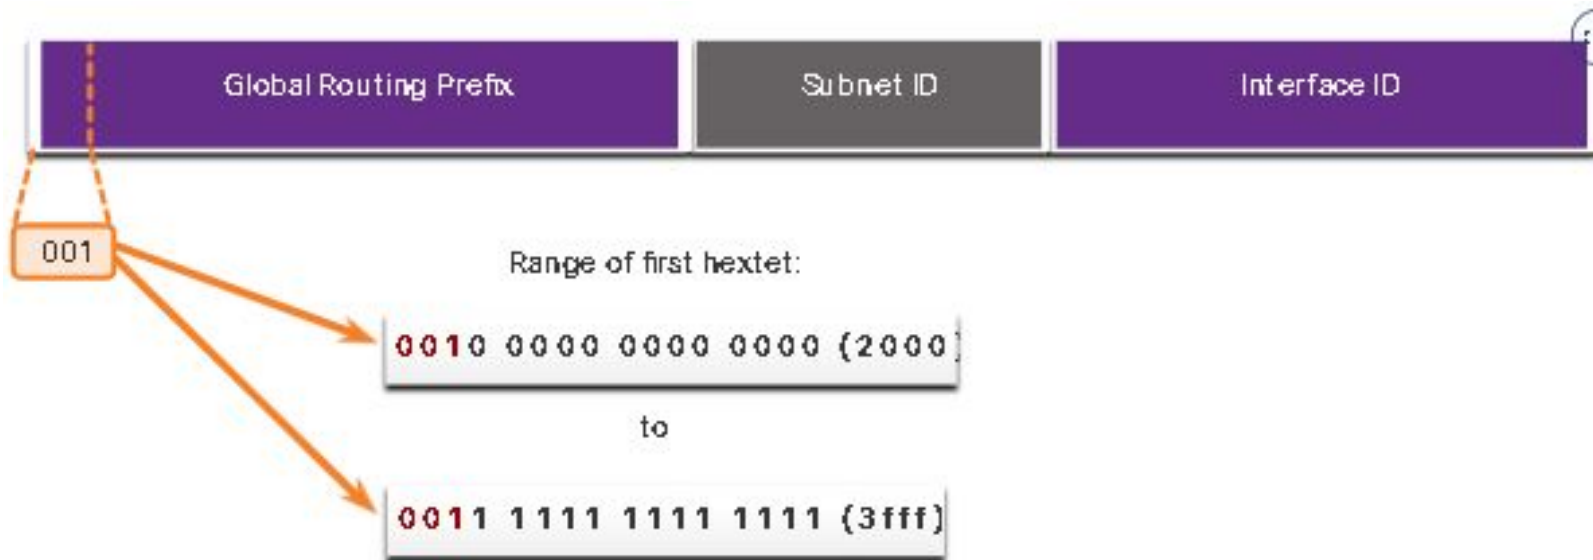 Global Routing Prefix Subnet ID Interface ID
001
Range of first hextet:
0010 0000 0000 0000 (2000)
to
0011 1111 1111 1111 (3fff)